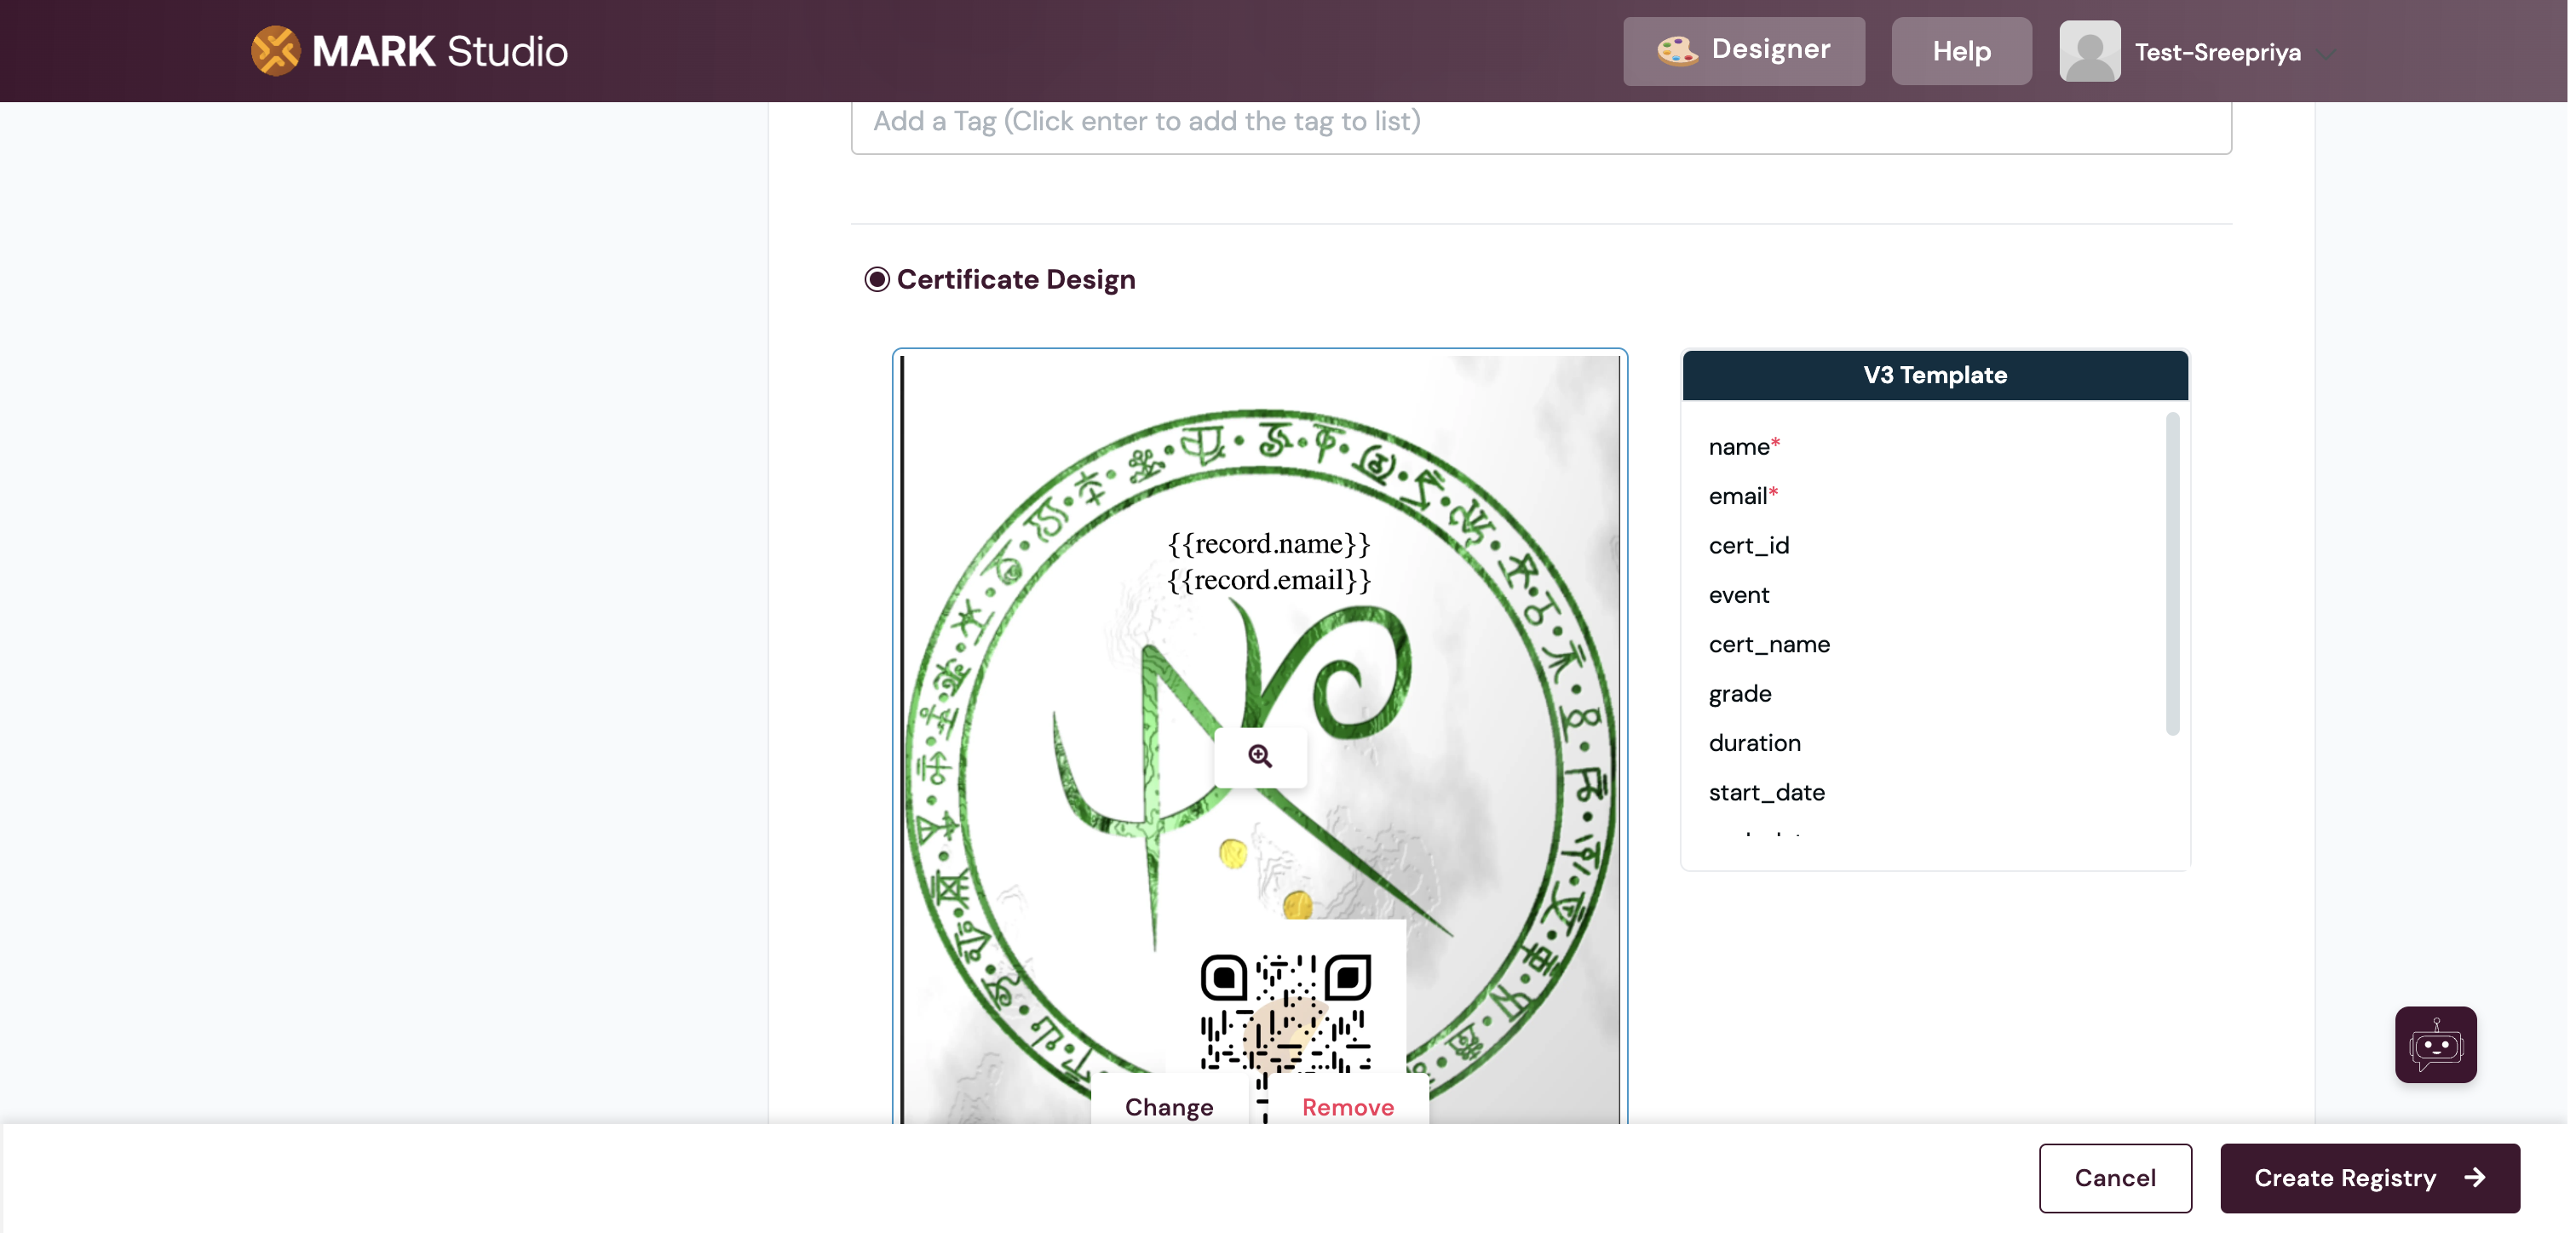 MARK Studio
Designer
Help
Test-Sreepriya
Add a Tag (Click enter to add the tag to list)
Certificate Design
{{record.name}}
{{record.email}}
Change
Remove
V3 Template
name*
email*
cert_id
event
cert_name
grade
duration
start_date
Cancel
Create Registry